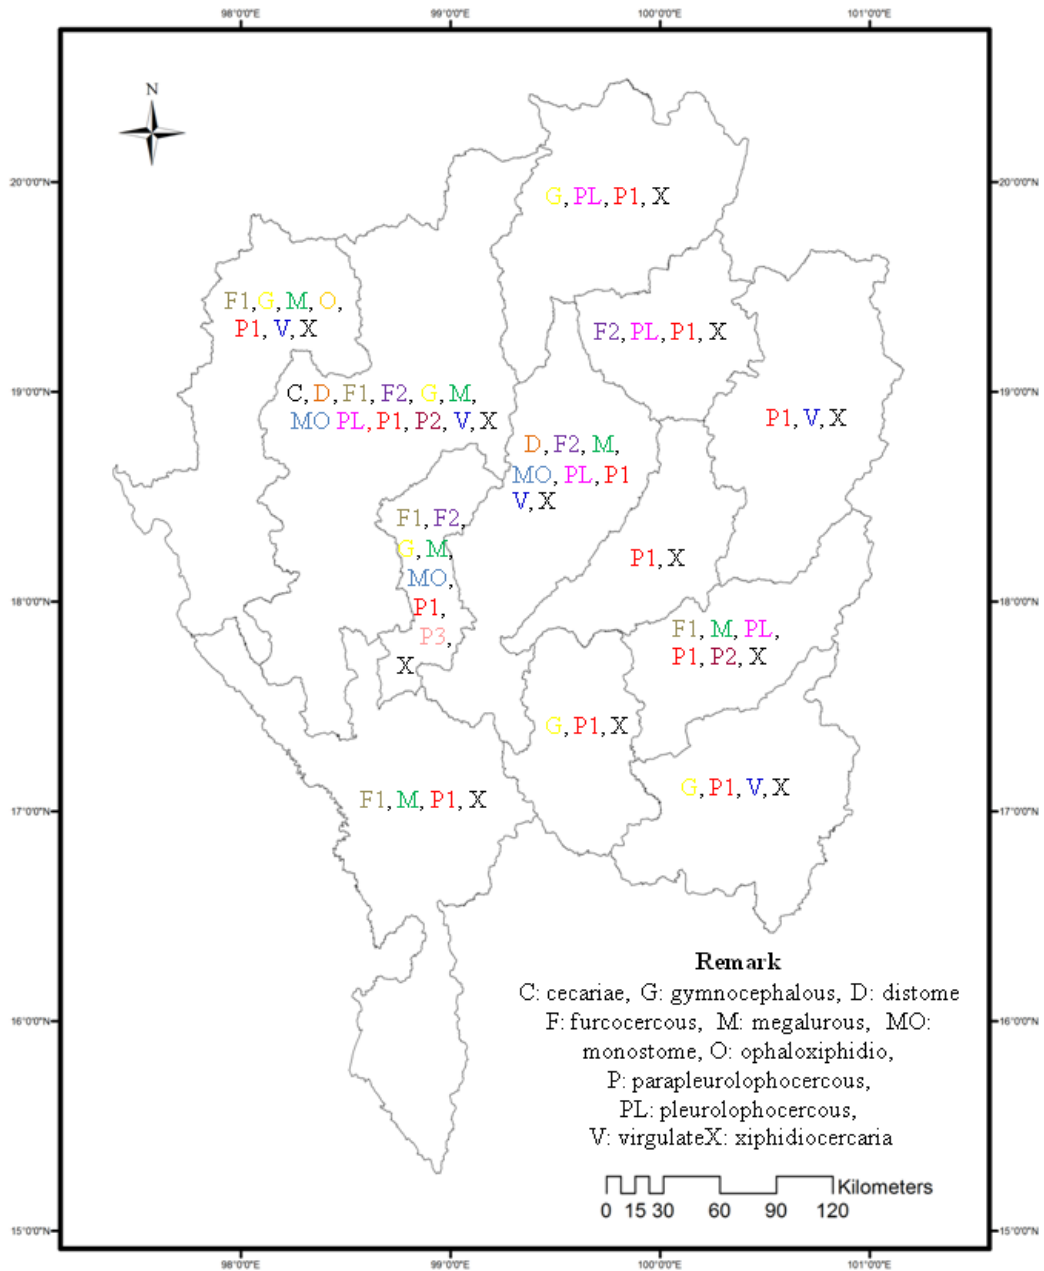 98°0'0"E 99°0'0"E 100°0'0"E 101°0'0"E
N
20°0'0"N 20°0'0"N
G, PL, P1, X
F1, G, M, O,
P1, V, X
F2, PL, P1, X
19°0'0"N 19°0'0"N
C, D, F1, F2, G, M,
MO PL, P1, P2, V, X
P1, V, X
D, F2, M,
MO, PL, P1
V, X
F1, F2,
G, M,
MO,
P1,
P3,
X
P1, X
18°0'0"N 18°0'0"N
F1, M, PL,
P1, P2, X
G, P1, X
G, P1, V, X
F1, M, P1, X
17°0'0"N 17°0'0"N
Remark
C: cecariae, G: gymnocephalous, D: distome
F: furcocercous, M: megalurous, MO:
monostome, O: ophaloxiphidio,
P: parapleurolophocercous,
PL: pleurolophocercous,
V: virgulateX: xiphidiocercaria
16°0'0"N 16°0'0"N
Kilometers
0 15 30 60 90 120
15°0'0"N 15°0'0"N
98°0'0"E 99°0'0"E 100°0'0"E 101°0'0"E